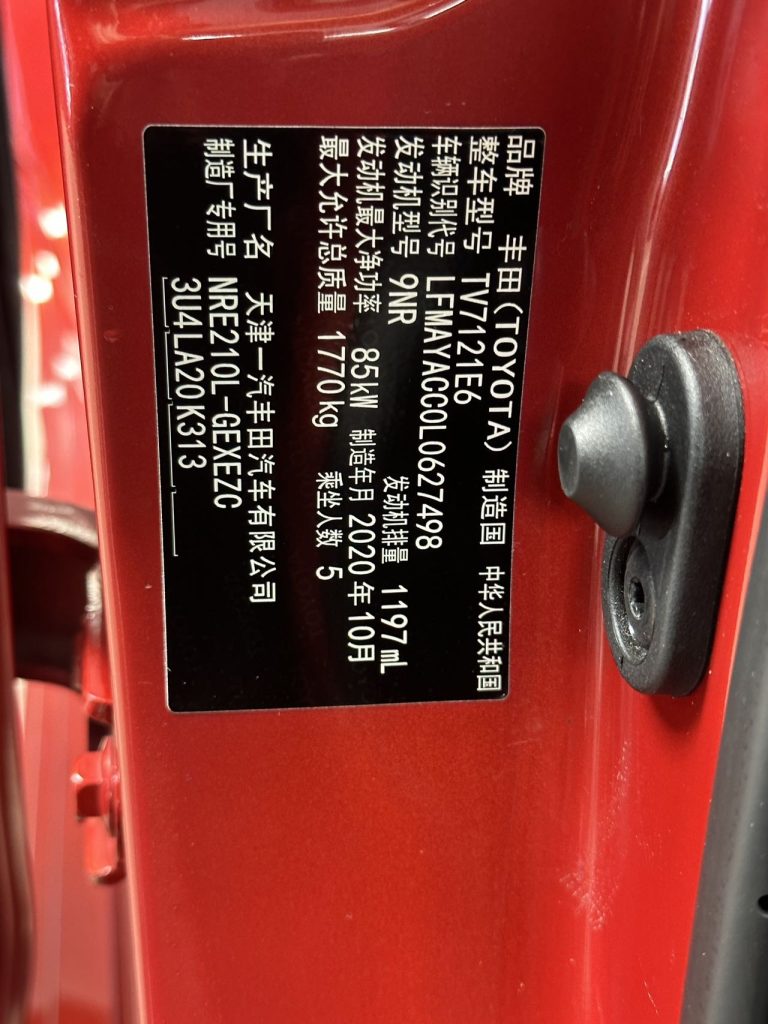 品牌 丰田(TOYOTA) 制造国 中华人民共和国
整车型号 TV7121E6
车辆识别代号 LFMAYACC0L0627498
发动机型号 9NR 发动机排量 1197mL
发动机最大净功率 85kW 制造年月 2020年10月
最大允许总质量 1770kg 乘坐人数 5
生产厂名 天津一汽丰田汽车有限公司
制造厂专用号 NRE210L-GEXEZC
3U4LA20K313